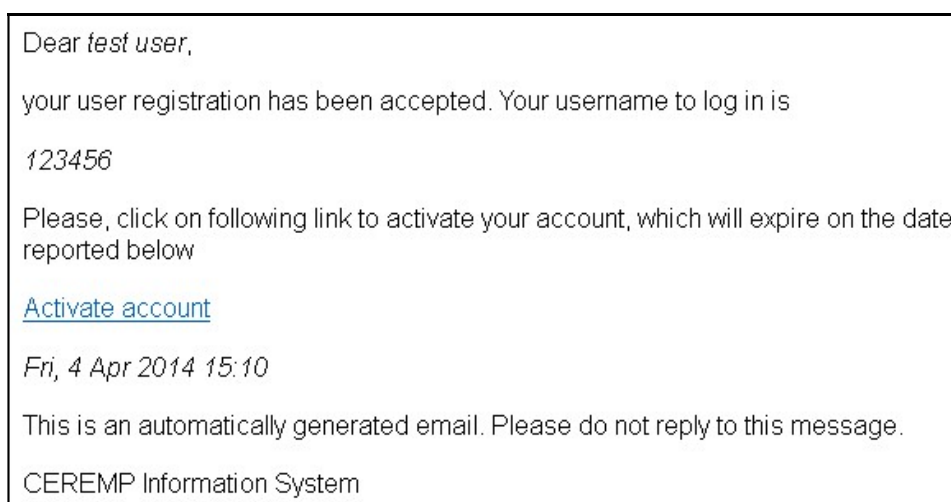 Dear test user,
your user registration has been accepted. Your username to log in is
123456
Please, click on following link to activate your account, which will expire on the date
reported below
Activate account
Fri, 4 Apr 2014 15:10
This is an automatically generated email. Please do not reply to this message.
CEREMP Information System